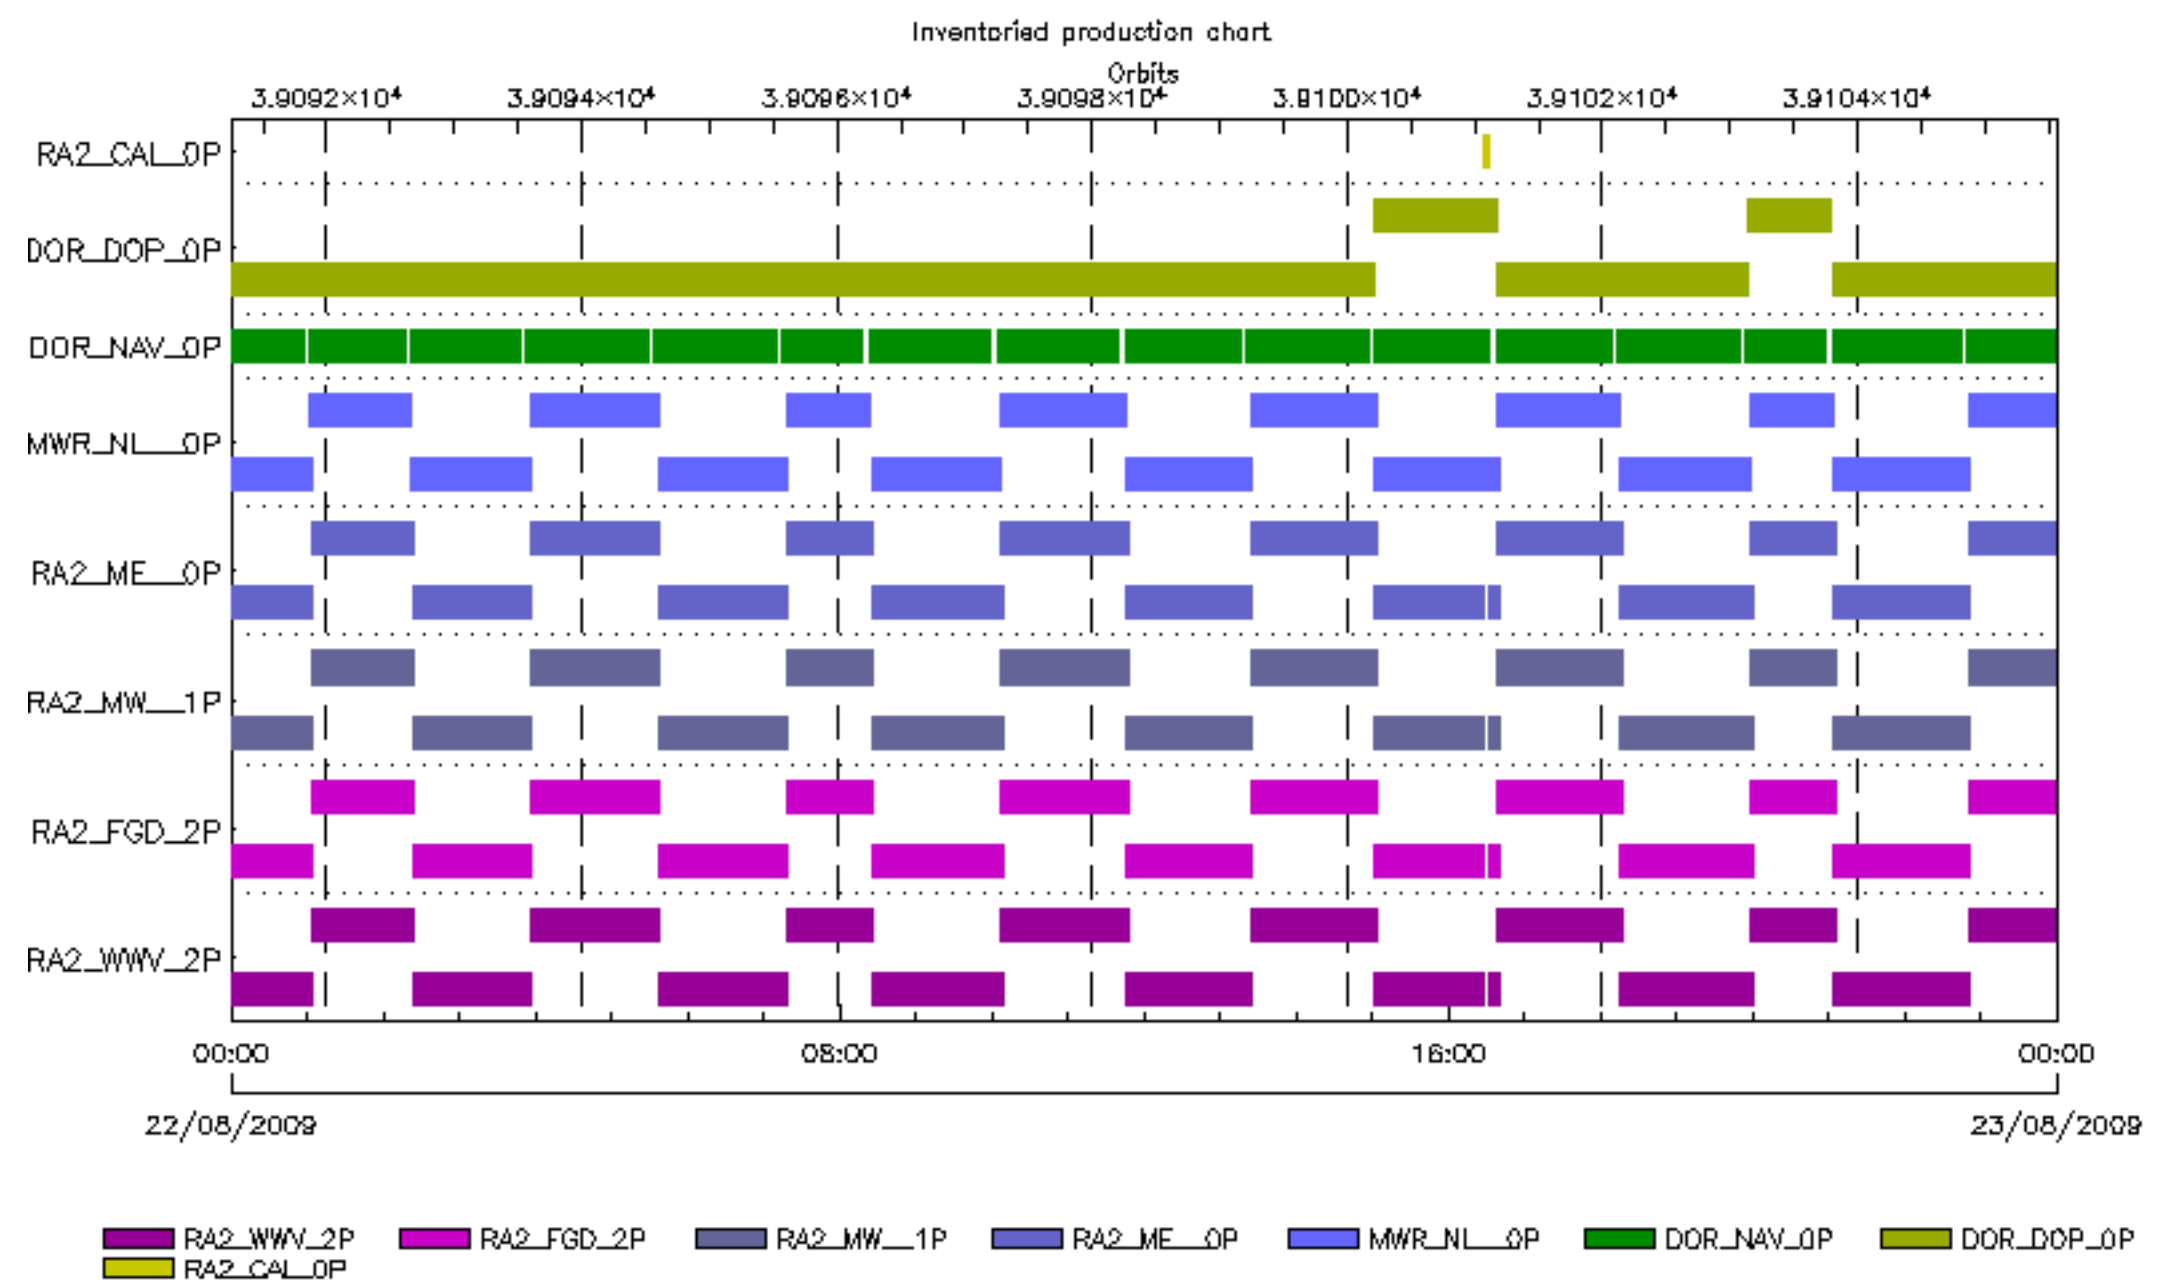 Inventoried production chart
Orbits
3.9092×10⁴ 3.9094×10⁴ 3.9096×10⁴ 3.9098×10⁴ 3.9100×10⁴ 3.9102×10⁴ 3.9104×10⁴
RA2_CAL_0P
DOR_DOP_0P
DOR_NAV_0P
MWR_NL__0P
RA2_ME__0P
RA2_MW__1P
RA2_FGD_2P
RA2_WWV_2P
00:00 08:00 16:00 00:00
22/08/2009 23/08/2009
RA2_WWV_2P RA2_FGD_2P RA2_MW__1P RA2_ME__0P MWR_NL__0P DOR_NAV_0P DOR_DOP_0P
RA2_CAL_0P